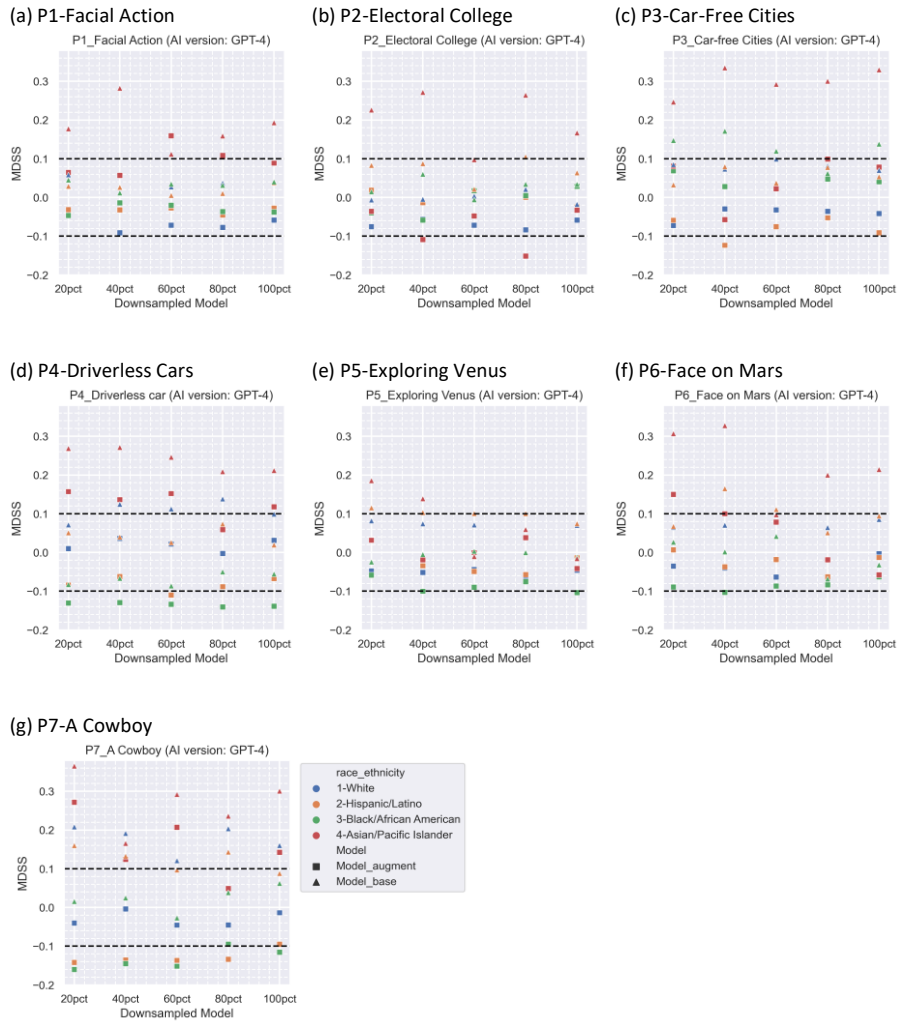 (a) P1-Facial Action
(b) P2-Electoral College
(c) P3-Car-Free Cities
P1_Facial Action (AI version: GPT-4)
P2_Electoral College (AI version: GPT-4)
P3_Car-free Cities (AI version: GPT-4)
MDSS
0.3
0.2
0.1
0.0
−0.1
−0.2
20pct 40pct 60pct 80pct 100pct
Downsampled Model
MDSS
0.3
0.2
0.1
0.0
−0.1
−0.2
20pct 40pct 60pct 80pct 100pct
Downsampled Model
MDSS
0.3
0.2
0.1
0.0
−0.1
−0.2
20pct 40pct 60pct 80pct 100pct
Downsampled Model
(d) P4-Driverless Cars
(e) P5-Exploring Venus
(f) P6-Face on Mars
P4_Driverless car (AI version: GPT-4)
P5_Exploring Venus (AI version: GPT-4)
P6_Face on Mars (AI version: GPT-4)
MDSS
0.3
0.2
0.1
0.0
−0.1
−0.2
20pct 40pct 60pct 80pct 100pct
Downsampled Model
MDSS
0.3
0.2
0.1
0.0
−0.1
−0.2
20pct 40pct 60pct 80pct 100pct
Downsampled Model
MDSS
0.3
0.2
0.1
0.0
−0.1
−0.2
20pct 40pct 60pct 80pct 100pct
Downsampled Model
(g) P7-A Cowboy
P7_A Cowboy (AI version: GPT-4)
MDSS
0.3
0.2
0.1
0.0
−0.1
−0.2
20pct 40pct 60pct 80pct 100pct
Downsampled Model
race_ethnicity
1-White
2-Hispanic/Latino
3-Black/African American
4-Asian/Pacific Islander
Model
Model_augment
Model_base